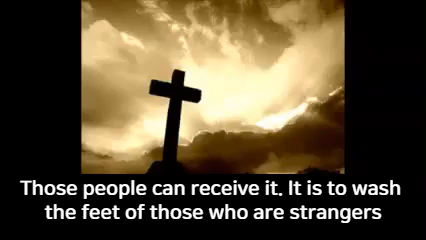 Those people can receive it. It is to wash
the feet of those who are strangers